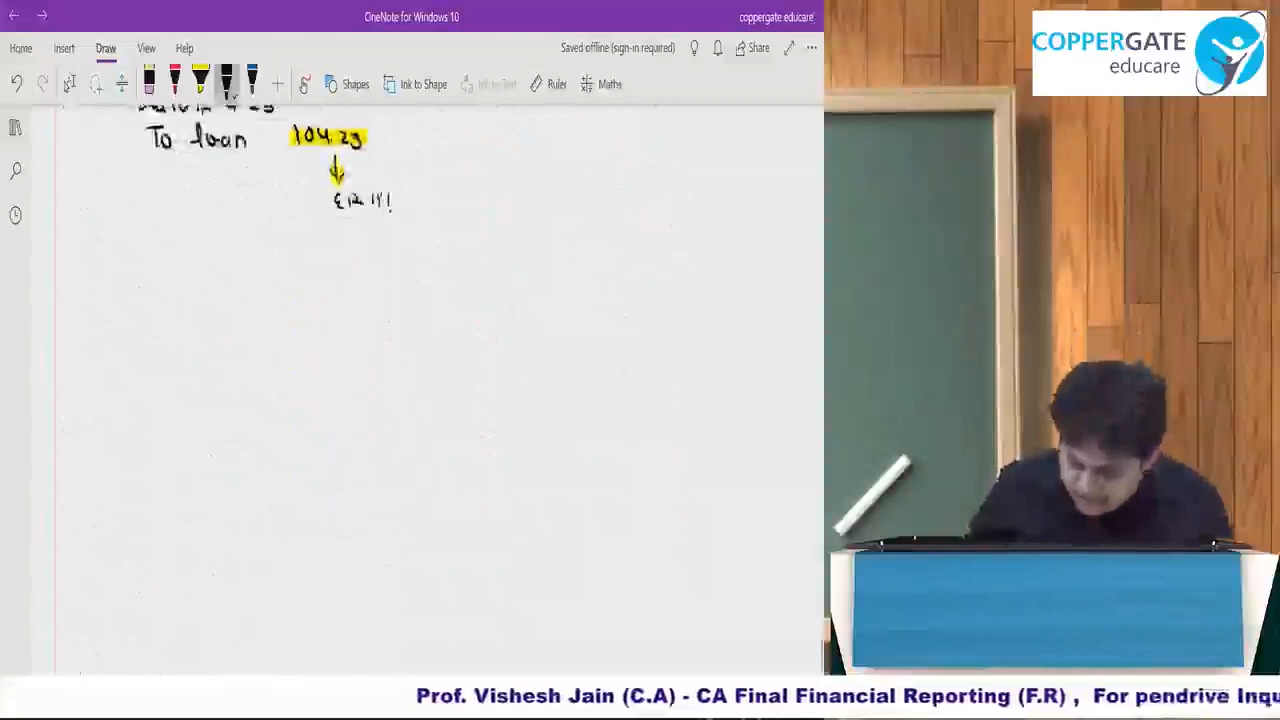 OneNote for Windows 10
coppergate educare
Home Insert Draw View Help
Saved offline (sign-in required)
Share
Shapes
Ink to Shape
Ink to Text
Ruler
Maths
To loan 104.29
COPPERGATE
educare
Prof. Vishesh Jain (C.A) - CA Final Financial Reporting (F.R) , For pendrive Inqu